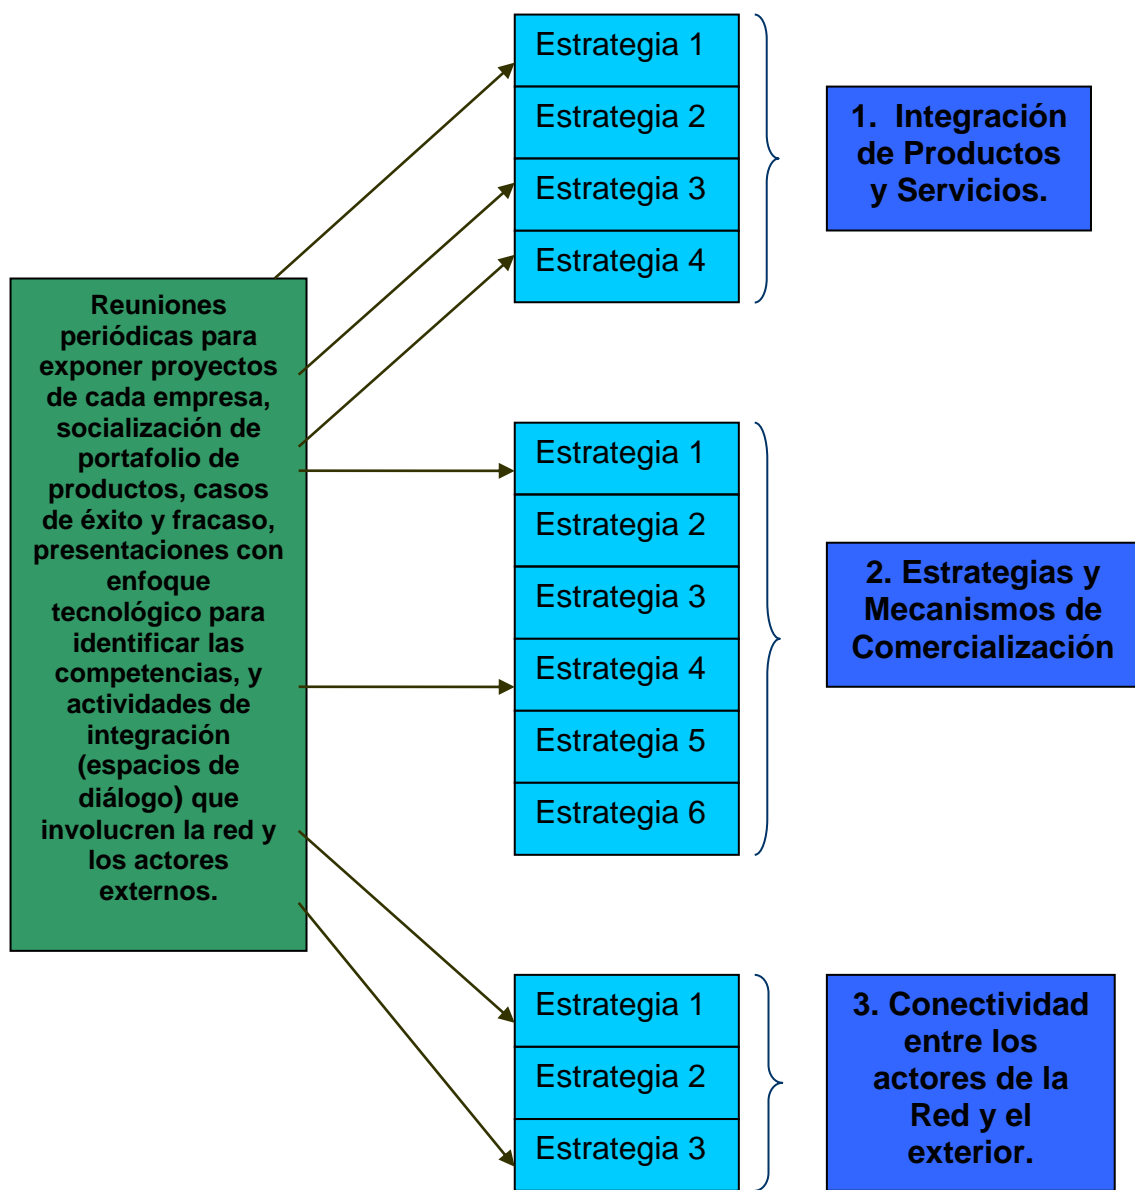 Reuniones
periódicas para
exponer proyectos
de cada empresa,
socialización de
portafolio de
productos, casos
de éxito y fracaso,
presentaciones con
enfoque
tecnológico para
identificar las
competencias, y
actividades de
integración
(espacios de
diálogo) que
involucren la red y
los actores
externos.
Estrategia 1
Estrategia 2
Estrategia 3
Estrategia 4
1. Integración
de Productos
y Servicios.
Estrategia 1
Estrategia 2
Estrategia 3
Estrategia 4
Estrategia 5
Estrategia 6
2. Estrategias y
Mecanismos de
Comercialización
Estrategia 1
Estrategia 2
Estrategia 3
3. Conectividad
entre los
actores de la
Red y el
exterior.